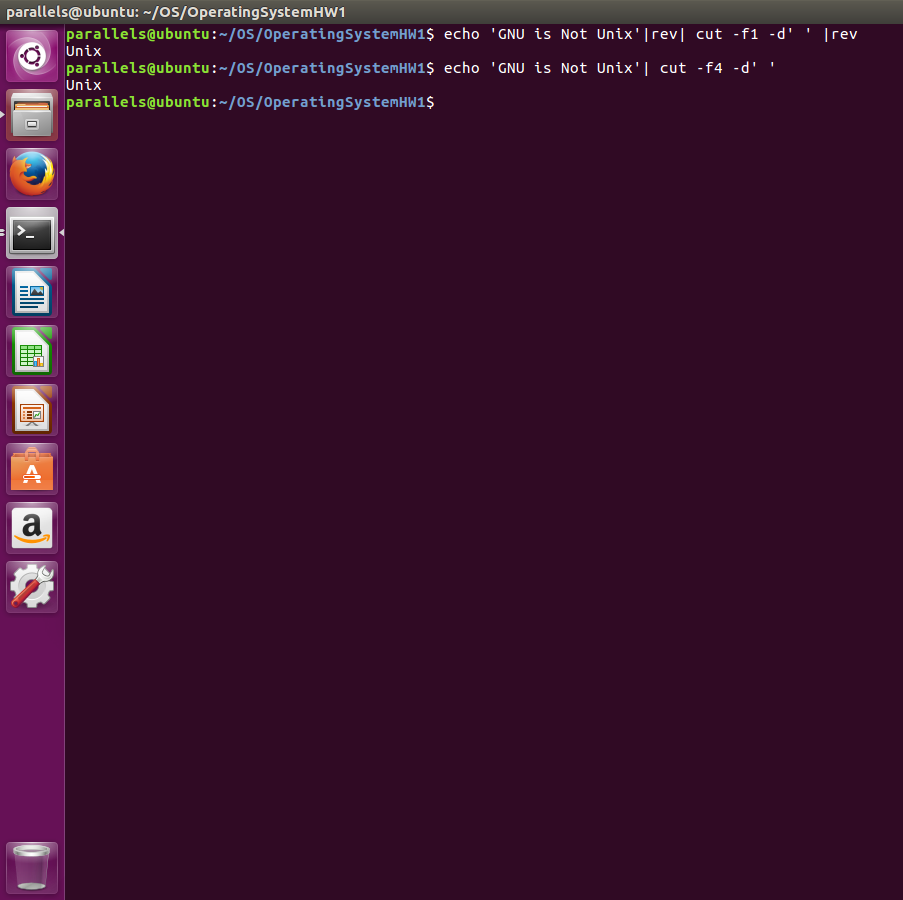 parallels@ubuntu: ~/OS/OperatingSystemHW1
parallels@ubuntu:~/OS/OperatingSystemHW1$ echo 'GNU is Not Unix'|rev| cut -f1 -d' ' |rev
Unix
parallels@ubuntu:~/OS/OperatingSystemHW1$ echo 'GNU is Not Unix'| cut -f4 -d' '
Unix
parallels@ubuntu:~/OS/OperatingSystemHW1$